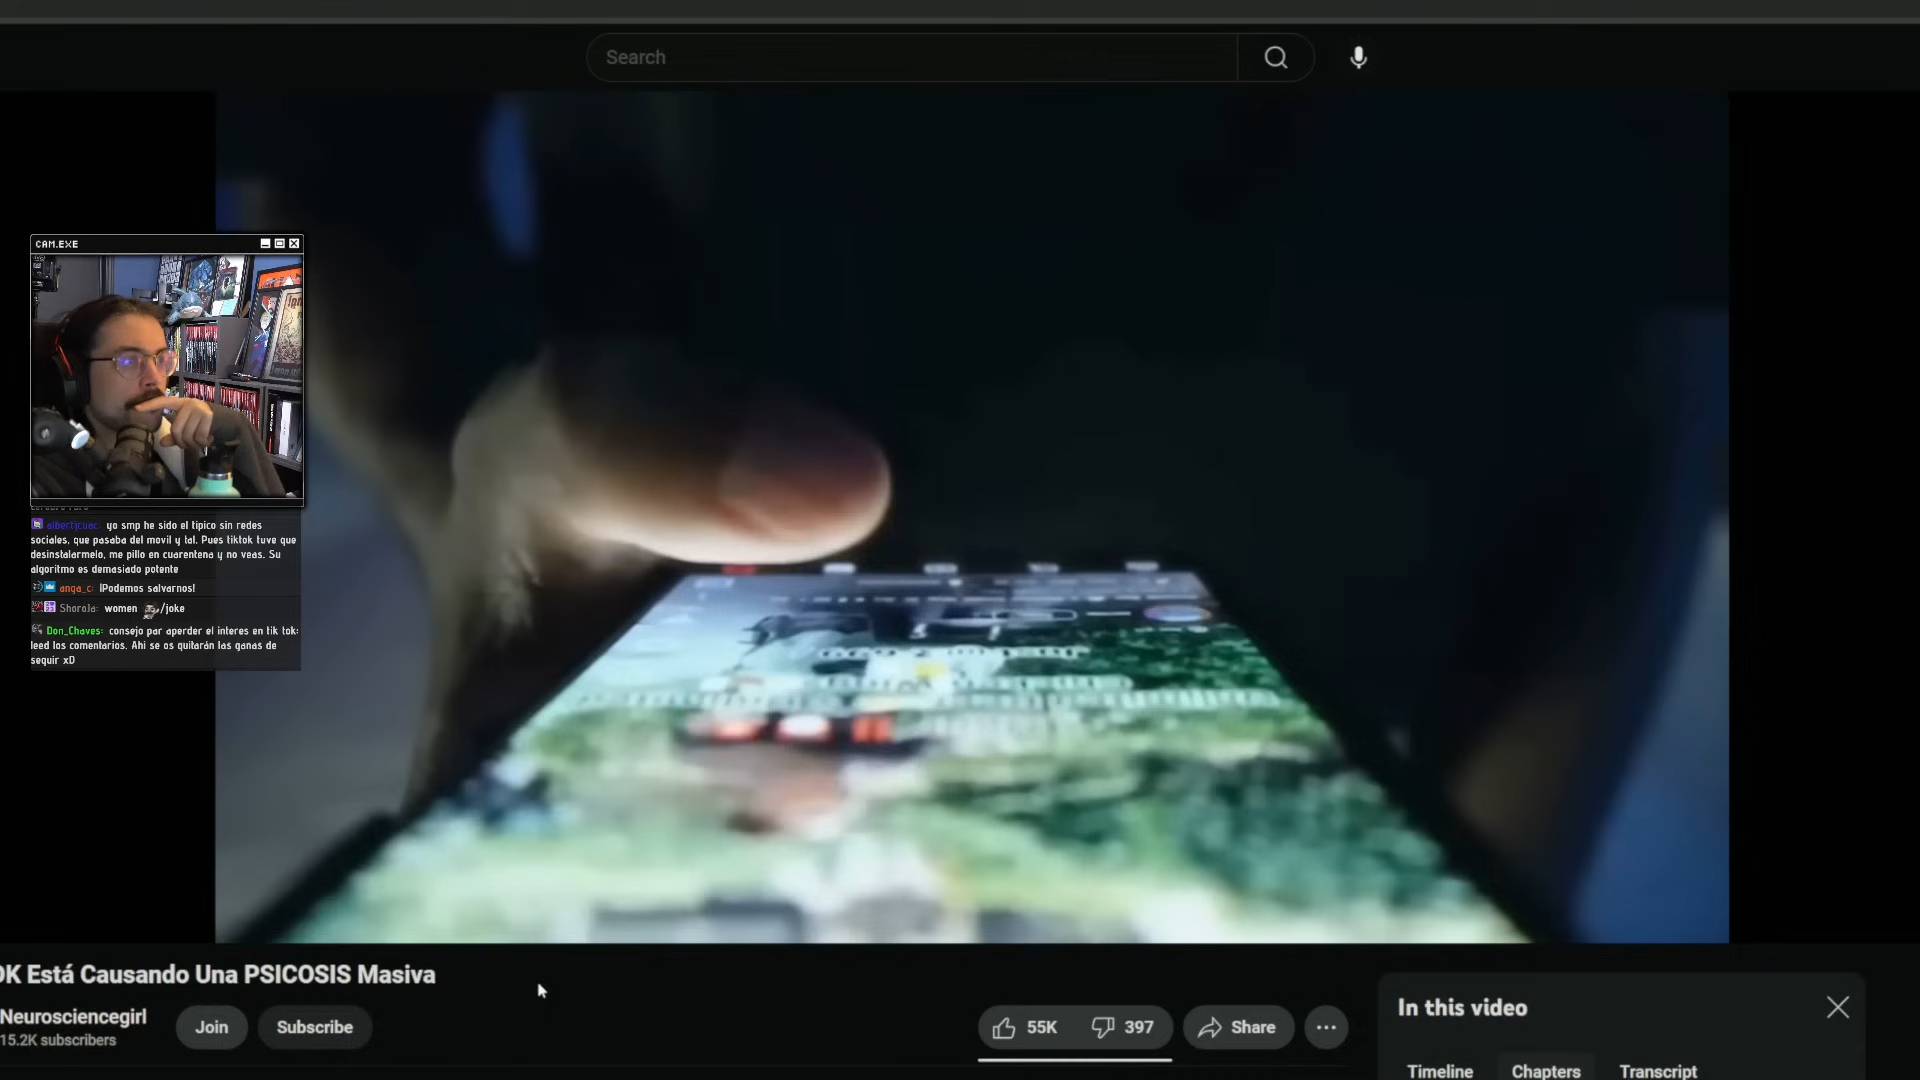 Search
CAM.EXE
albertjcuac: yo smp he sido el tipico sin redes
sociales, que pasaba del movil y tal. Pues tiktok tuve que
desinstalarmelo, me pillo en cuarentena y no veas. Su
algoritmo es demasiado potente
anga_c: !Podemos salvarnos!
ShoroJa: women /joke
Don_Chaves: consejo par aperder el interes en tik tok:
leed los comentarios. Ahi se os quitarán las ganas de
seguir xD
OK Está Causando Una PSICOSIS Masiva
Neurosciencegirl
15.2K subscribers
Join
Subscribe
55K
397
Share
In this video
Timeline
Chapters
Transcript